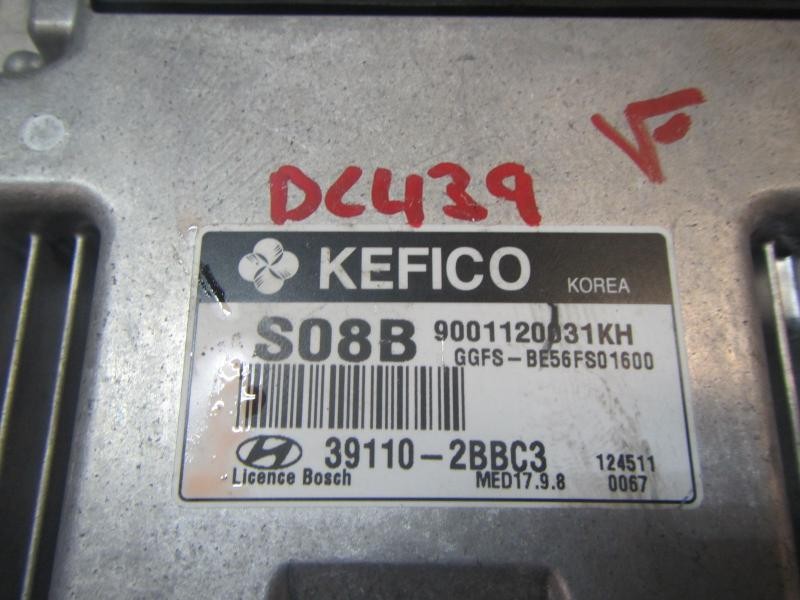 DC439
KEFICO KOREA
S08B 9001120031KH
GGFS-BE56FS01600
39110-2BBC3 124511
Licence Bosch MED17.9.8 0067